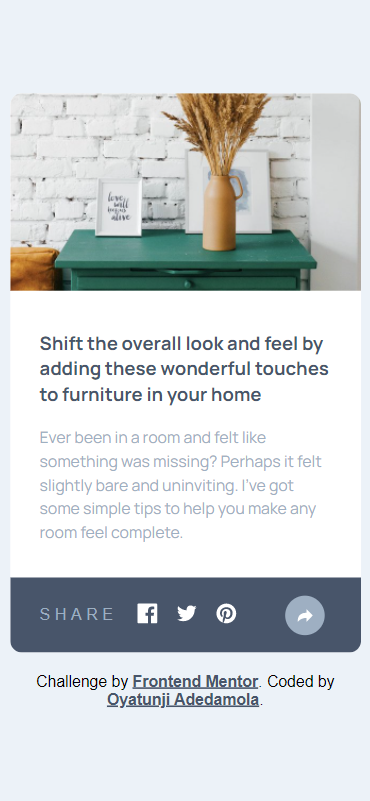 love
will
begin
alive
Shift the overall look and feel by
adding these wonderful touches
to furniture in your home
Ever been in a room and felt like
something was missing? Perhaps it felt
slightly bare and uninviting. I've got
some simple tips to help you make any
room feel complete.
SHARE
Challenge by Frontend Mentor. Coded by
Oyatunji Adedamola.